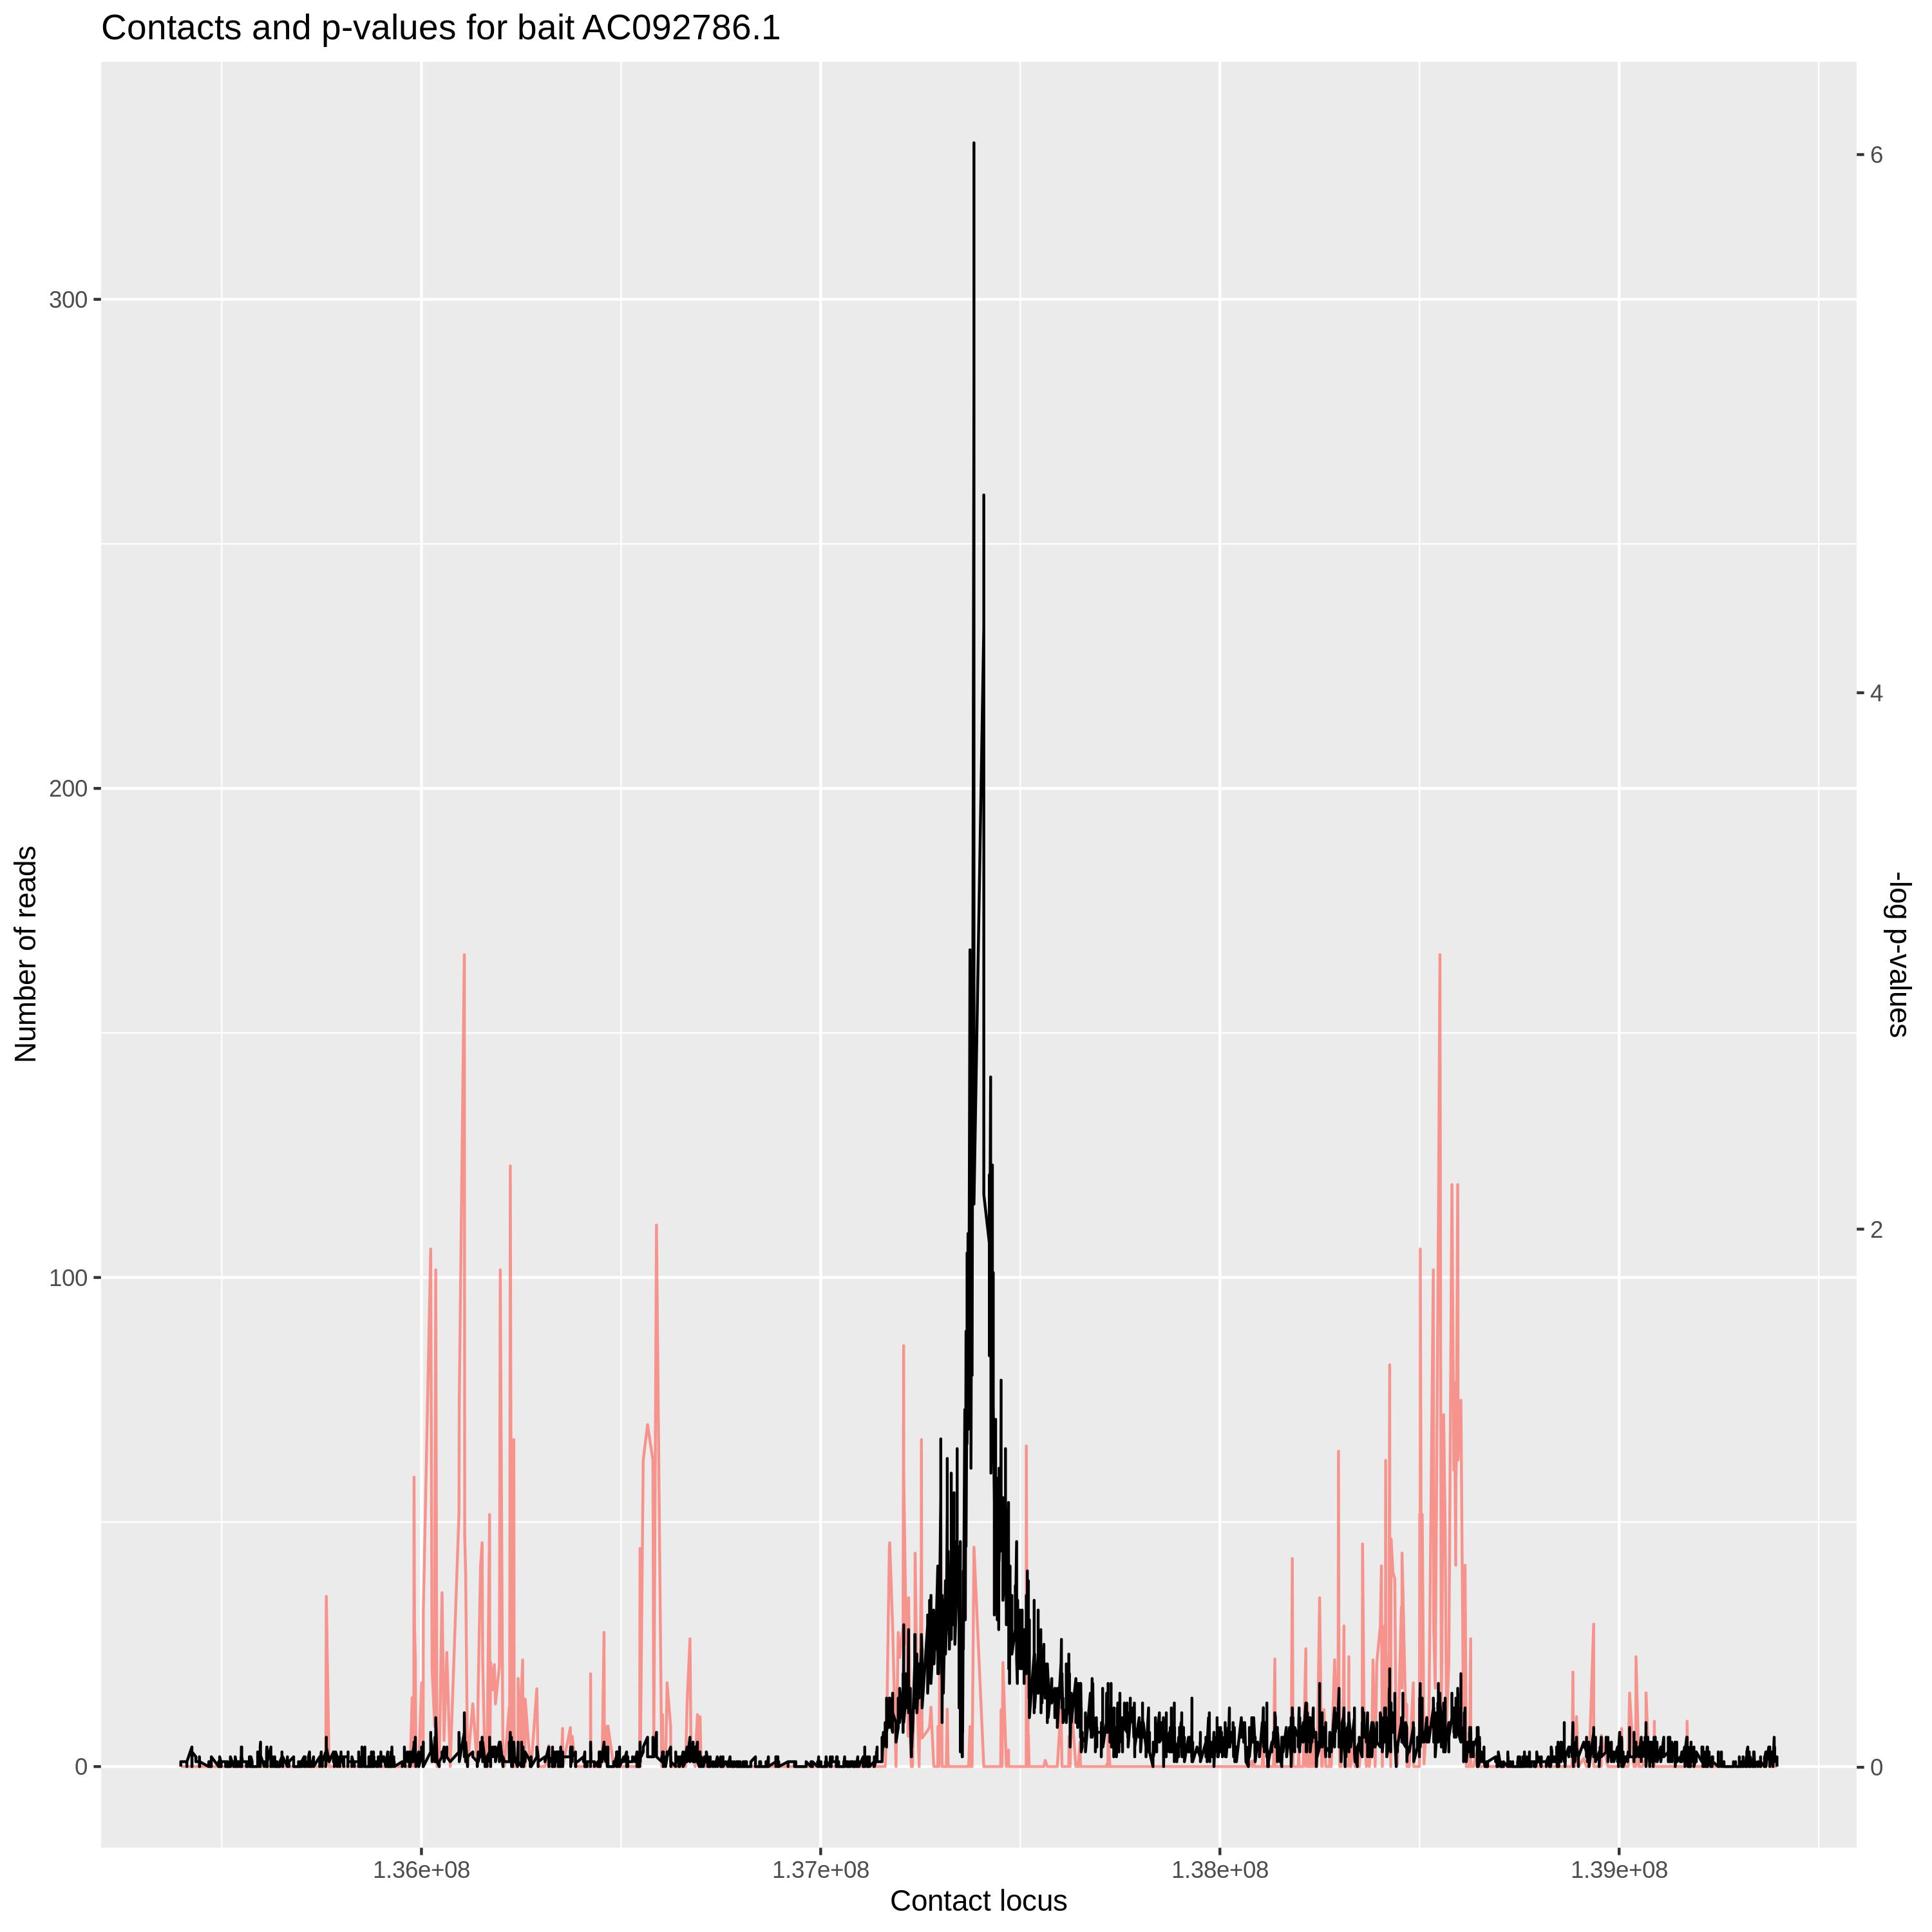 Contacts and p-values for bait AC092786.1
300
200
100
0
Number of reads
6
4
2
0
-log p-values
1.36e+08
1.37e+08
1.38e+08
1.39e+08
Contact locus